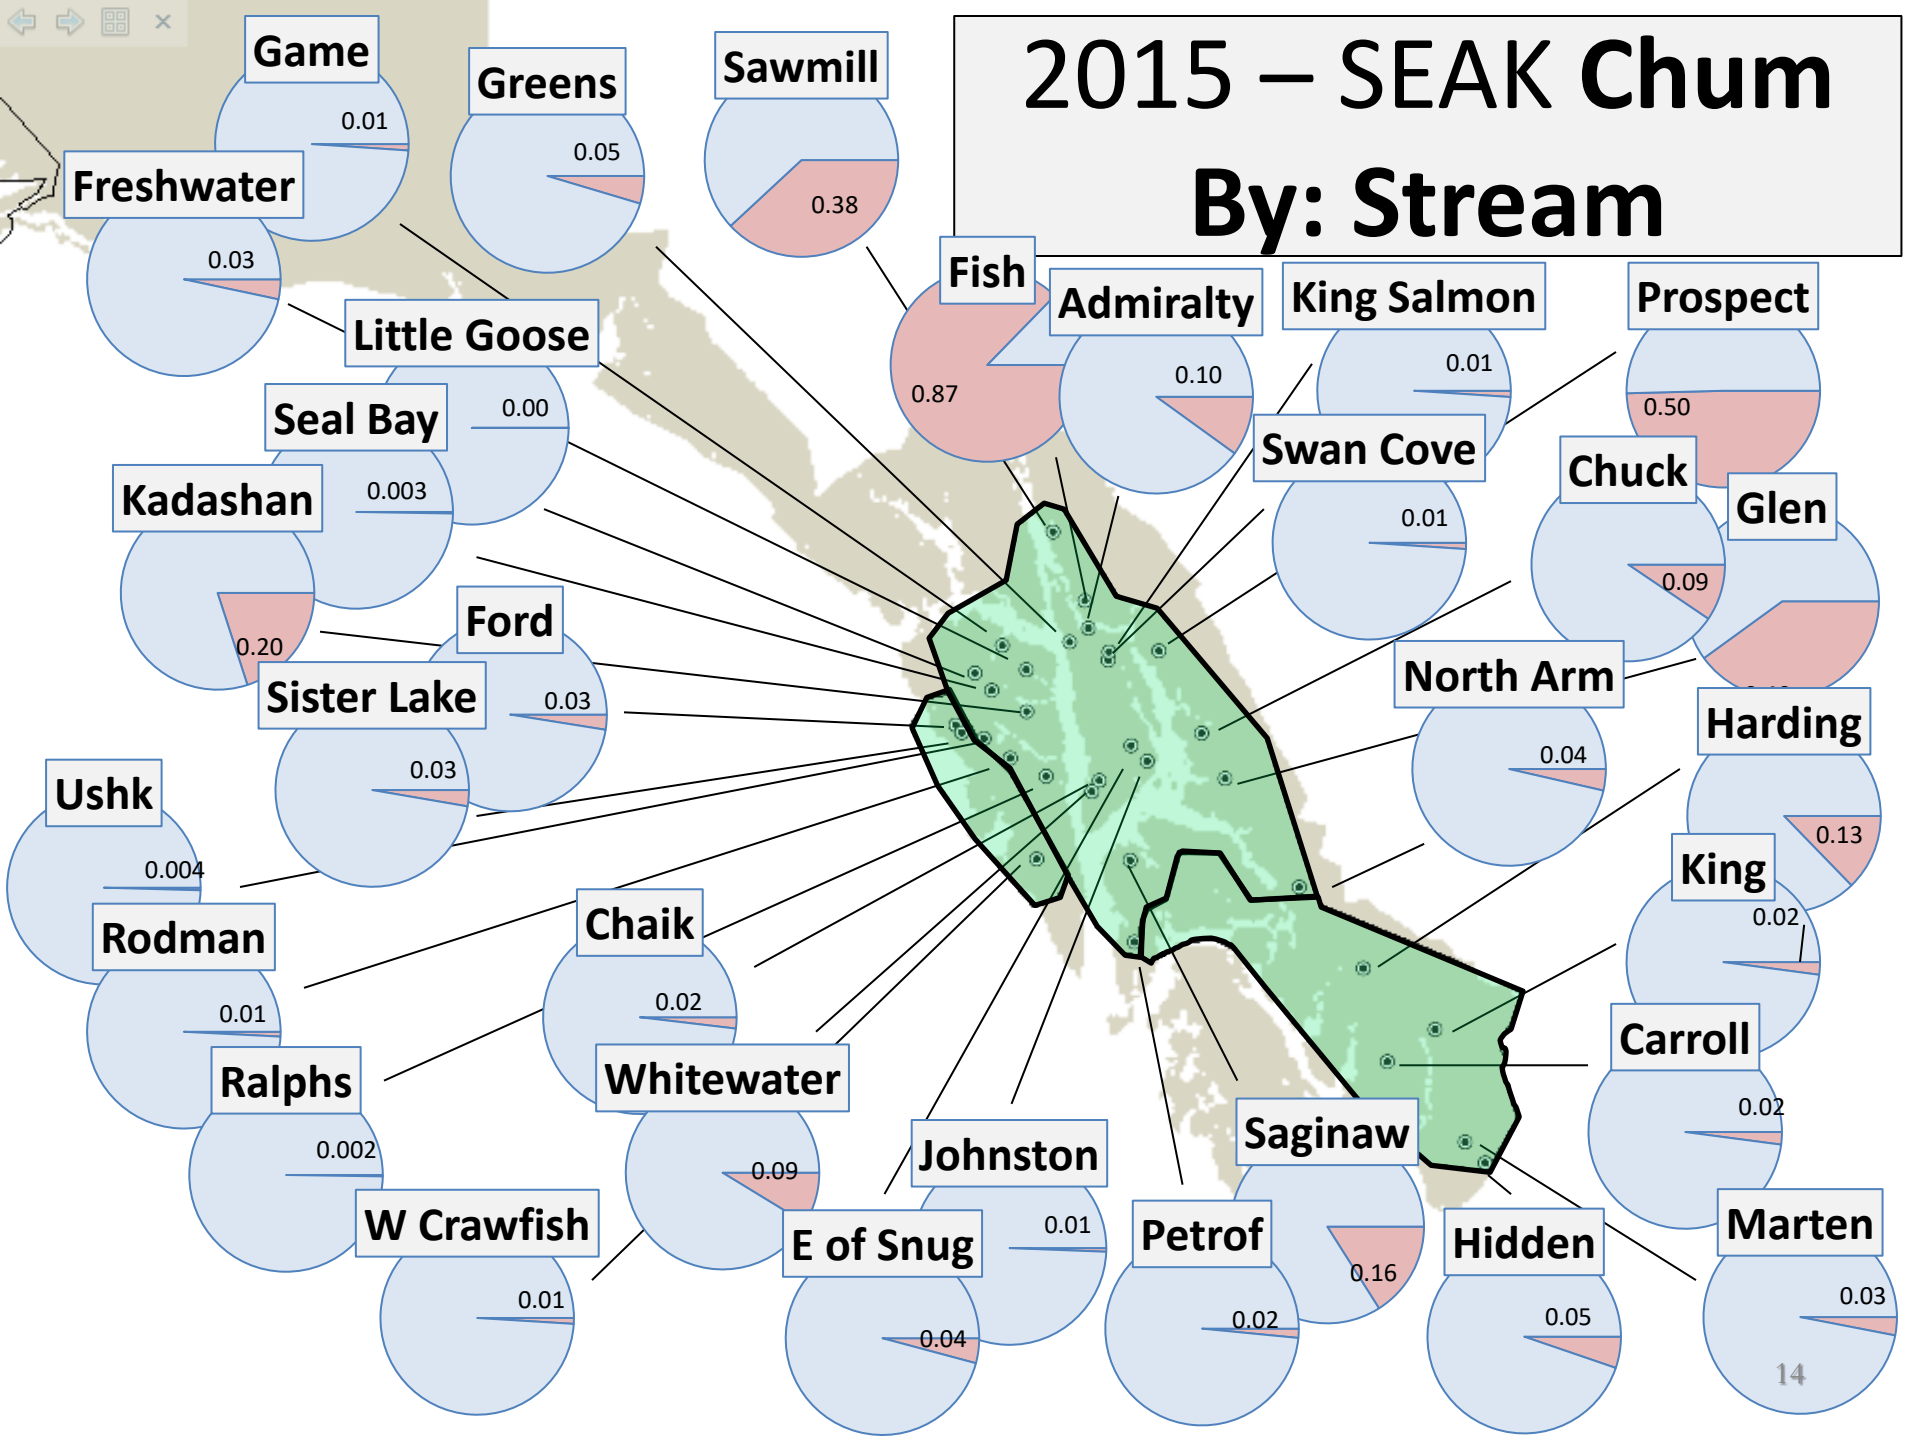 2015 – SEAK Chum
By: Stream
Game
0.01
Greens
0.05
Sawmill
0.38
Freshwater
0.03
Fish
0.87
Admiralty
0.10
King Salmon
0.01
Prospect
0.50
Little Goose
0.00
Seal Bay
0.003
Swan Cove
0.01
Chuck
0.09
Glen
Kadashan
0.20
Ford
0.03
Sister Lake
0.03
North Arm
0.04
Harding
0.13
Ushk
0.004
King
0.02
Rodman
0.01
Chaik
0.02
Carroll
0.02
Ralphs
0.002
Whitewater
0.09
Johnston
0.01
Saginaw
0.16
W Crawfish
0.01
E of Snug
0.04
Petrof
0.02
Hidden
0.05
Marten
0.03
14